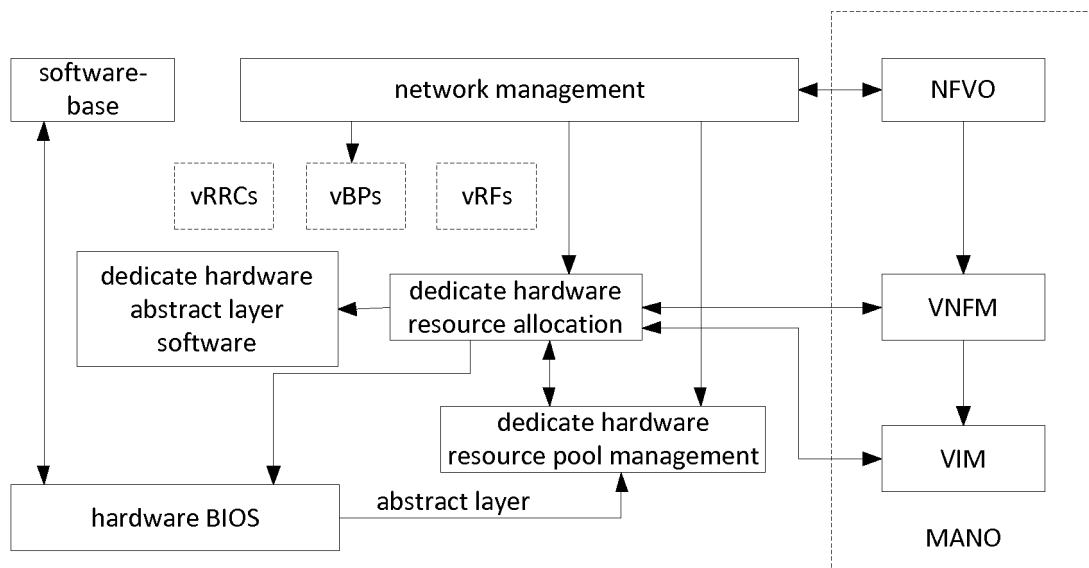 software-
base
network management
NFVO
vRRCs
vBPs
vRFs
dedicate hardware
abstract layer
software
dedicate hardware
resource allocation
VNFM
dedicate hardware
resource pool management
VIM
hardware BIOS
abstract layer
MANO